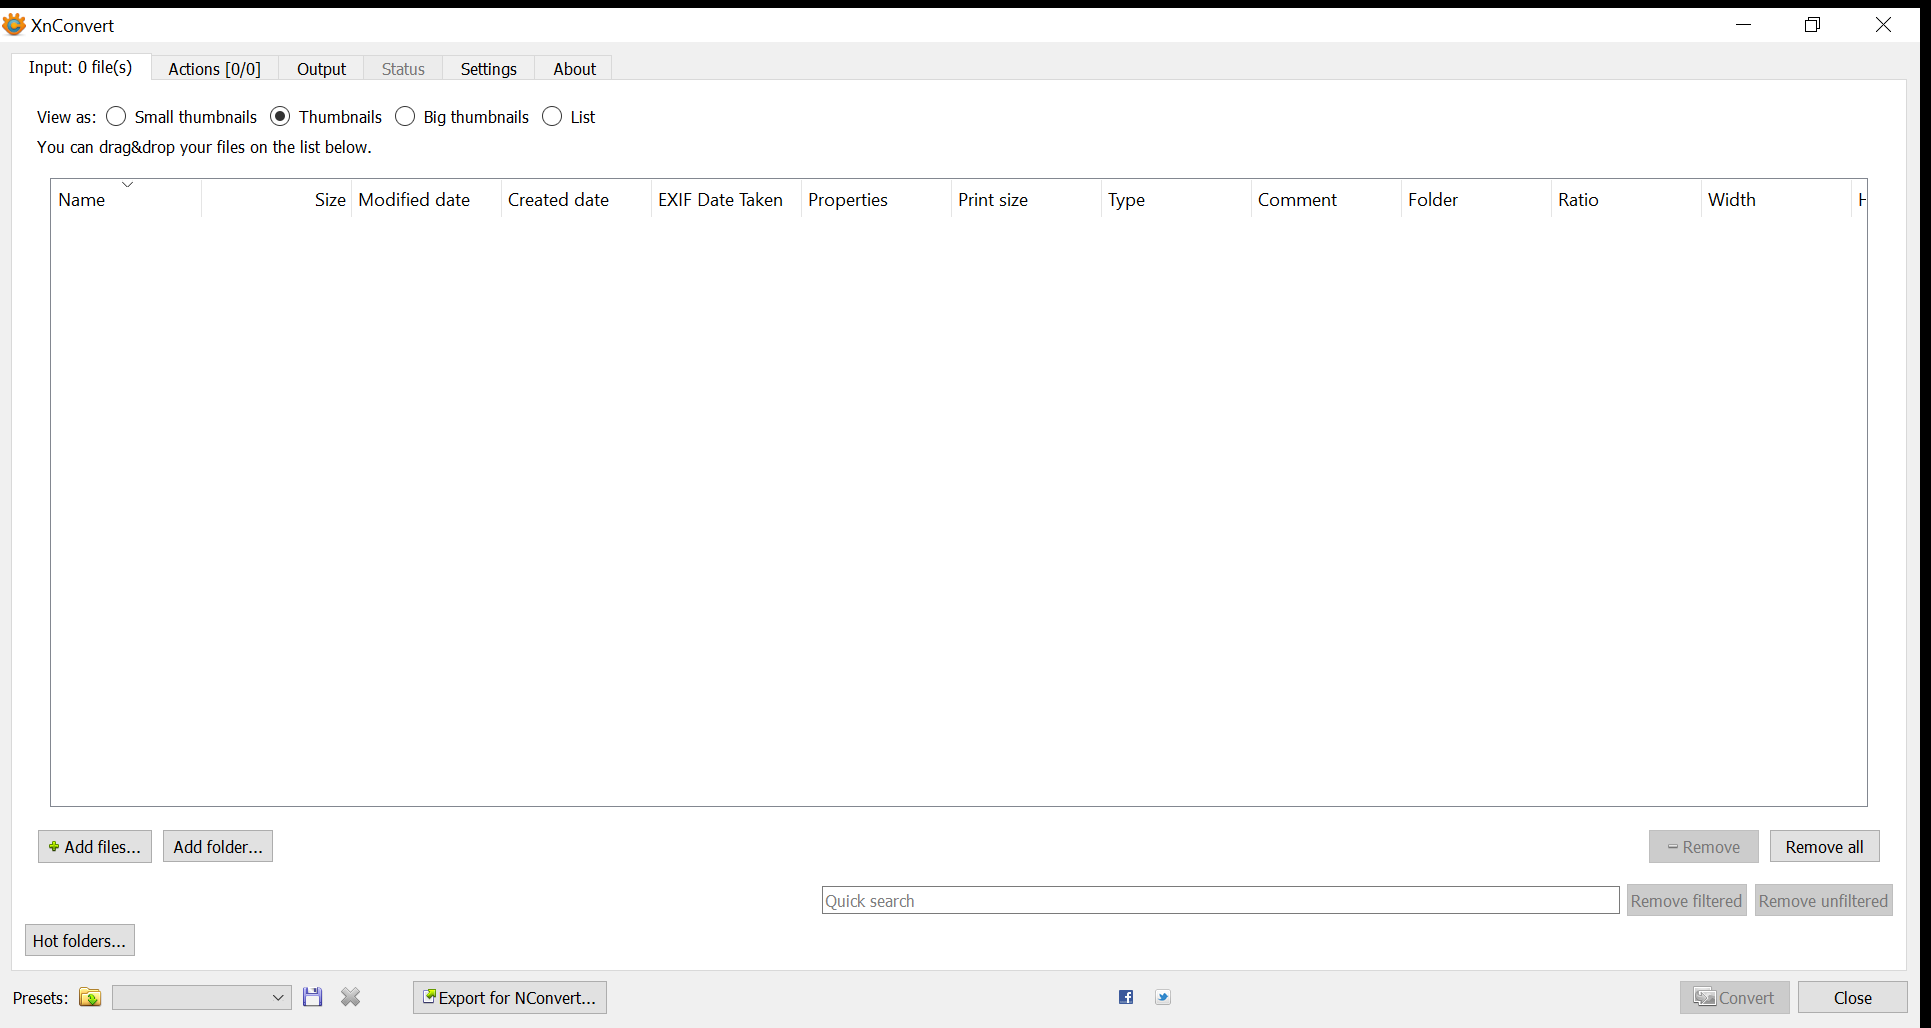 XnConvert
Input: 0 file(s) Actions [0/0] Output Status Settings About
View as: Small thumbnails Thumbnails Big thumbnails List
You can drag&drop your files on the list below.
Name Size Modified date Created date EXIF Date Taken Properties Print size Type Comment Folder Ratio Width
Add files... Add folder... Remove Remove all
Quick search Remove filtered Remove unfiltered
Hot folders...
Presets: Export for NConvert... Convert Close